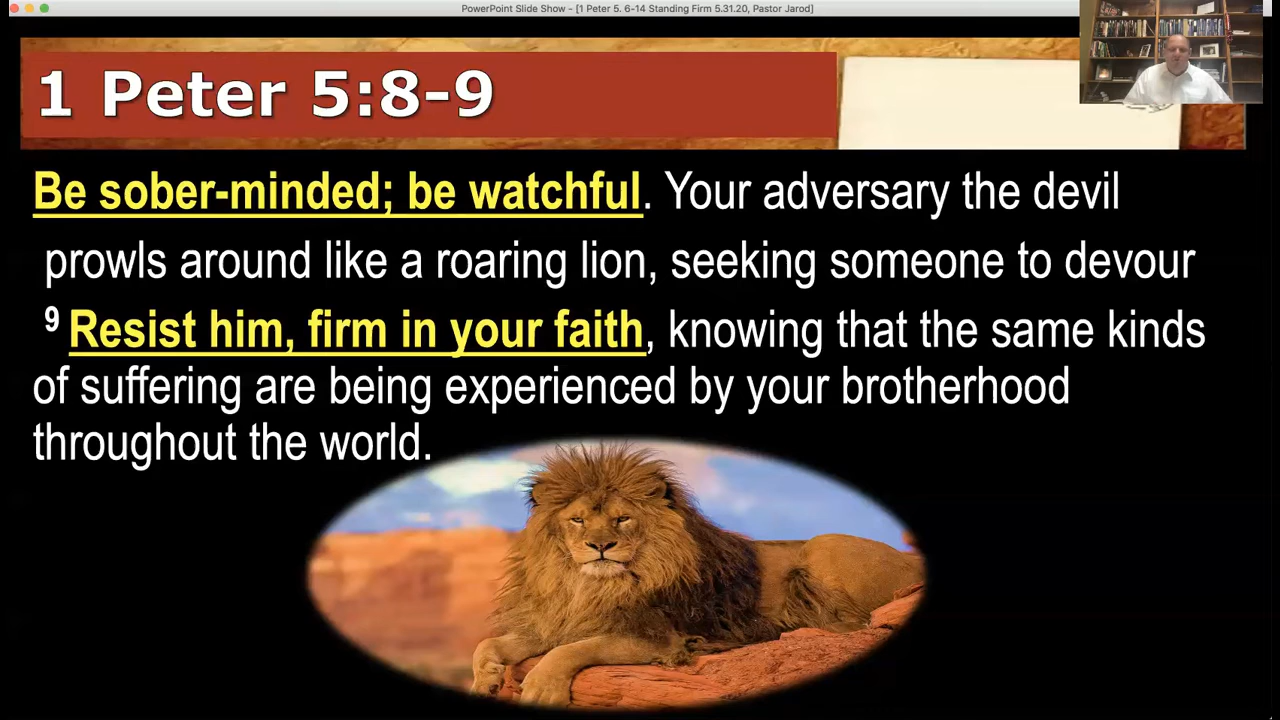 PowerPoint Slide Show - [1 Peter 5. 6-14 Standing Firm 5.31.20, Pastor Jarod]
1 Peter 5:8-9
Be sober-minded; be watchful. Your adversary the devil
prowls around like a roaring lion, seeking someone to devour
9 Resist him, firm in your faith, knowing that the same kinds
of suffering are being experienced by your brotherhood
throughout the world.